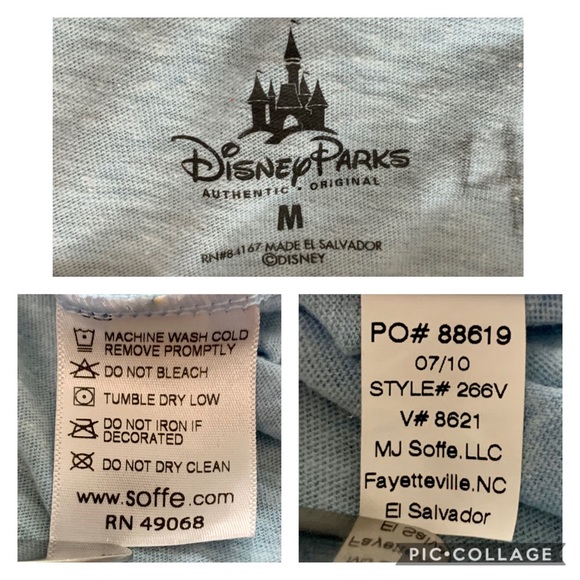 Disney Parks
AUTHENTIC • ORIGINAL
M
RN#84167 MADE EL SALVADOR
©DISNEY
MACHINE WASH COLD
REMOVE PROMPTLY
DO NOT BLEACH
TUMBLE DRY LOW
DO NOT IRON IF
DECORATED
DO NOT DRY CLEAN
www.soffe.com
RN 49068
PO# 88619
07/10
STYLE# 266V
V# 8621
MJ Soffe.LLC
Fayetteville.NC
El Salvador
PIC•COLLAGE